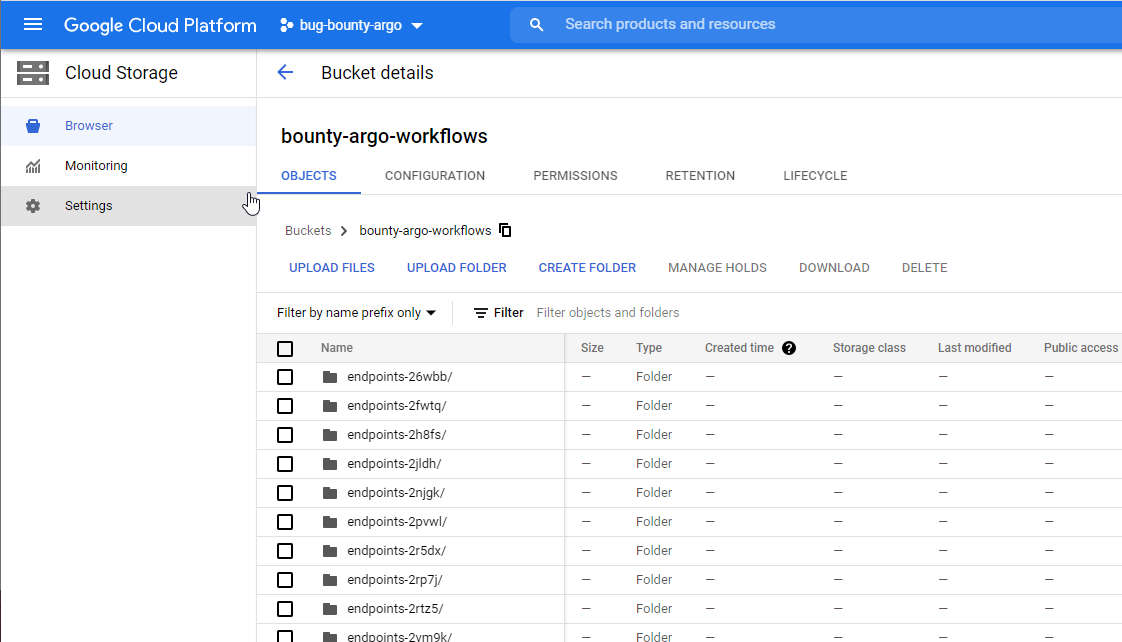 Google Cloud Platform bug-bounty-argo Search products and resources
Cloud Storage
Browser
Monitoring
Settings
Bucket details
bounty-argo-workflows
OBJECTS CONFIGURATION PERMISSIONS RETENTION LIFECYCLE
Buckets > bounty-argo-workflows
UPLOAD FILES UPLOAD FOLDER CREATE FOLDER MANAGE HOLDS DOWNLOAD DELETE
Filter by name prefix only Filter Filter objects and folders
Name Size Type Created time ? Storage class Last modified Public access
endpoints-26wbb/ — Folder — — — —
endpoints-2fwtq/ — Folder — — — —
endpoints-2h8fs/ — Folder — — — —
endpoints-2jldh/ — Folder — — — —
endpoints-2njgk/ — Folder — — — —
endpoints-2pvwl/ — Folder — — — —
endpoints-2r5dx/ — Folder — — — —
endpoints-2rp7j/ — Folder — — — —
endpoints-2rtz5/ — Folder — — — —
endpoints-2vm9k/ — Folder — — — —